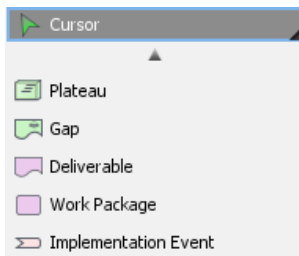 Cursor
Plateau
Gap
Deliverable
Work Package
Implementation Event